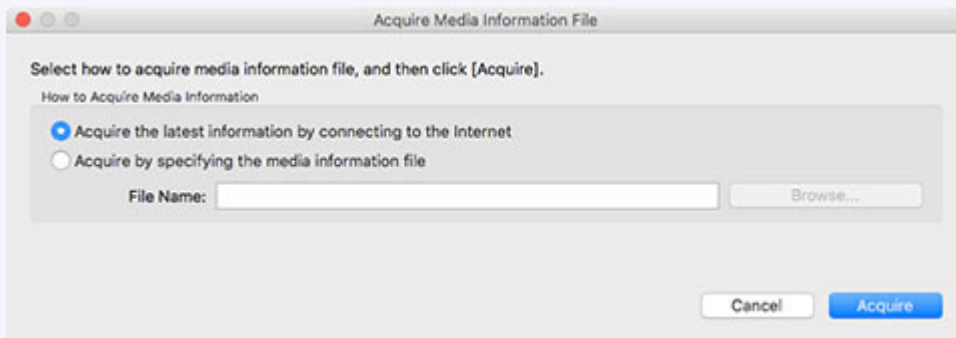 Acquire Media Information File
Select how to acquire media information file, and then click [Acquire].
How to Acquire Media Information
Acquire the latest information by connecting to the Internet
Acquire by specifying the media information file
File Name:
Browse...
Cancel
Acquire